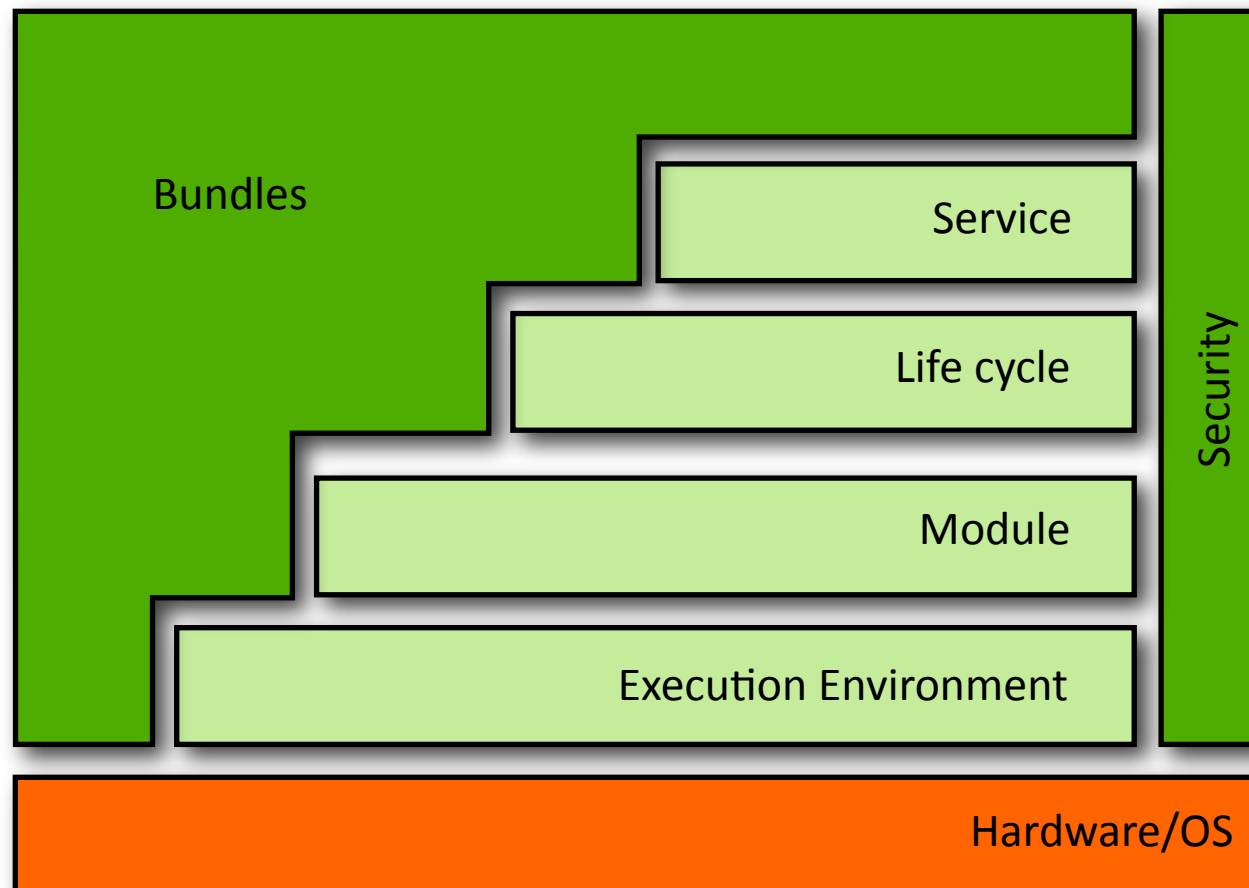 Bundles
Service
Life cycle
Module
Execution Environment
Security
Hardware/OS